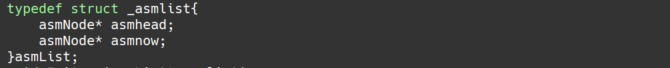 typedef struct _asmlist{
    asmNode* asmhead;
    asmNode* asmnow;
}asmList;